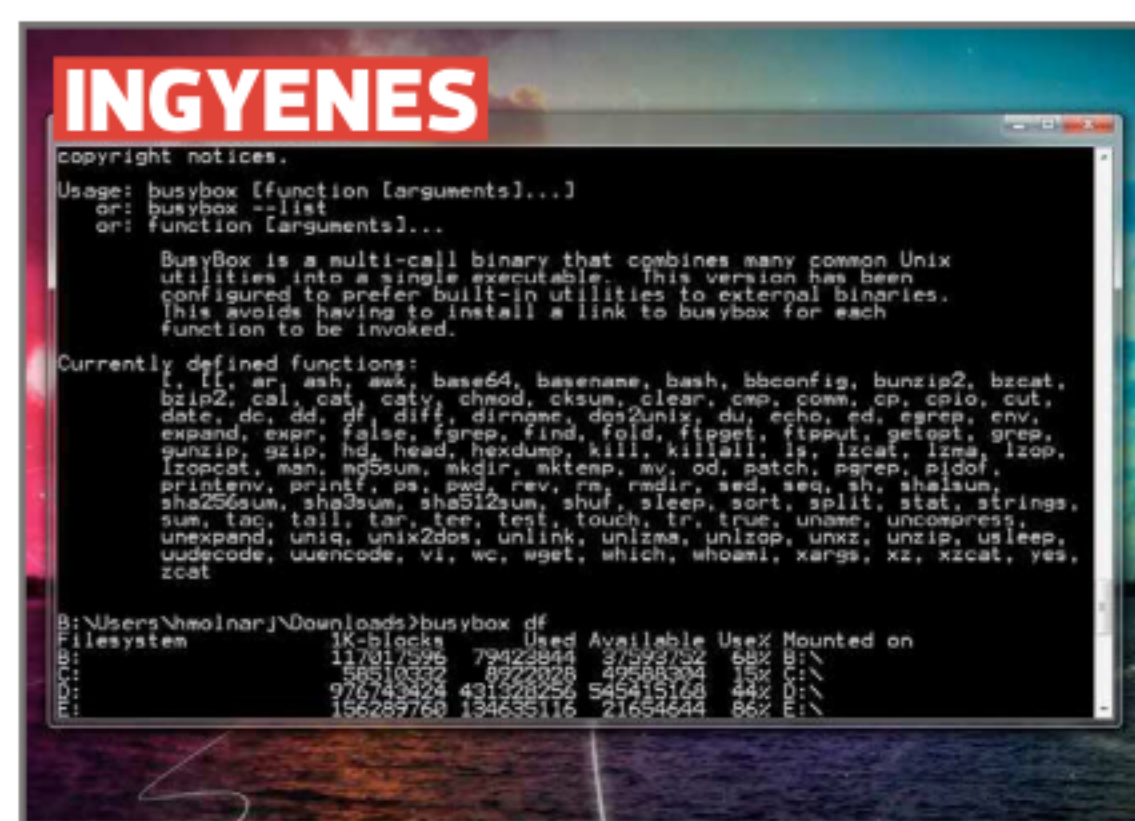 INGYENES
copyright notices.
Usage: busybox [function [arguments]...]
or: busybox --list
or: function [arguments]...
BusyBox is a multi-call binary that combines many common Unix
utilities into a single executable. This version has been
configured to prefer built-in utilities to external binaries.
This avoids having to install a link to busybox for each
function to be invoked.
Currently defined functions:
[, [[, ar, ash, awk, base64, basename, bash, bbconfig, bunzip2, bzcat,
bzip2, cal, cat, catv, chmod, cksum, clear, cmp, comm, cp, cpio, cut,
date, dc, dd, df, diff, dirname, dos2unix, du, echo, ed, egrep, env,
expand, expr, false, fgrep, find, fold, ftpget, ftpput, getopt, grep,
gunzip, gzip, hd, head, hexdump, kill, killall, ls, lzcat, lzma, lzop,
lzopcat, man, md5sum, mkdir, mktemp, mv, od, patch, pgrep, pidof,
printenv, printf, ps, pwd, rev, rm, rmdir, sed, seq, sh, sha1sum,
sha256sum, sha3sum, sha512sum, shuf, sleep, sort, split, stat, strings,
sum, tac, tail, tar, tee, test, touch, tr, true, uname, uncompress,
unexpand, uniq, unix2dos, unlink, unlzma, unlzop, unxz, unzip, usleep,
uudecode, uuencode, vi, wc, wget, which, whoami, xargs, xz, xzcat, yes,
zcat
B:\Users\hmolnarj\Downloads>busybox df
Filesystem 1K-blocks Used Available Use% Mounted on
B: 117017596 79423844 37593752 68% B:\
C: 58510332 8922028 49588304 15% C:\
D: 976743424 431328256 545415168 44% D:\
E: 156289760 134635116 21654644 86% E:\